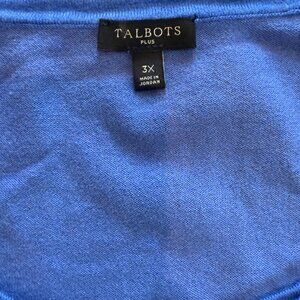 TALBOTS
PLUS
3X
MADE IN
JORDAN